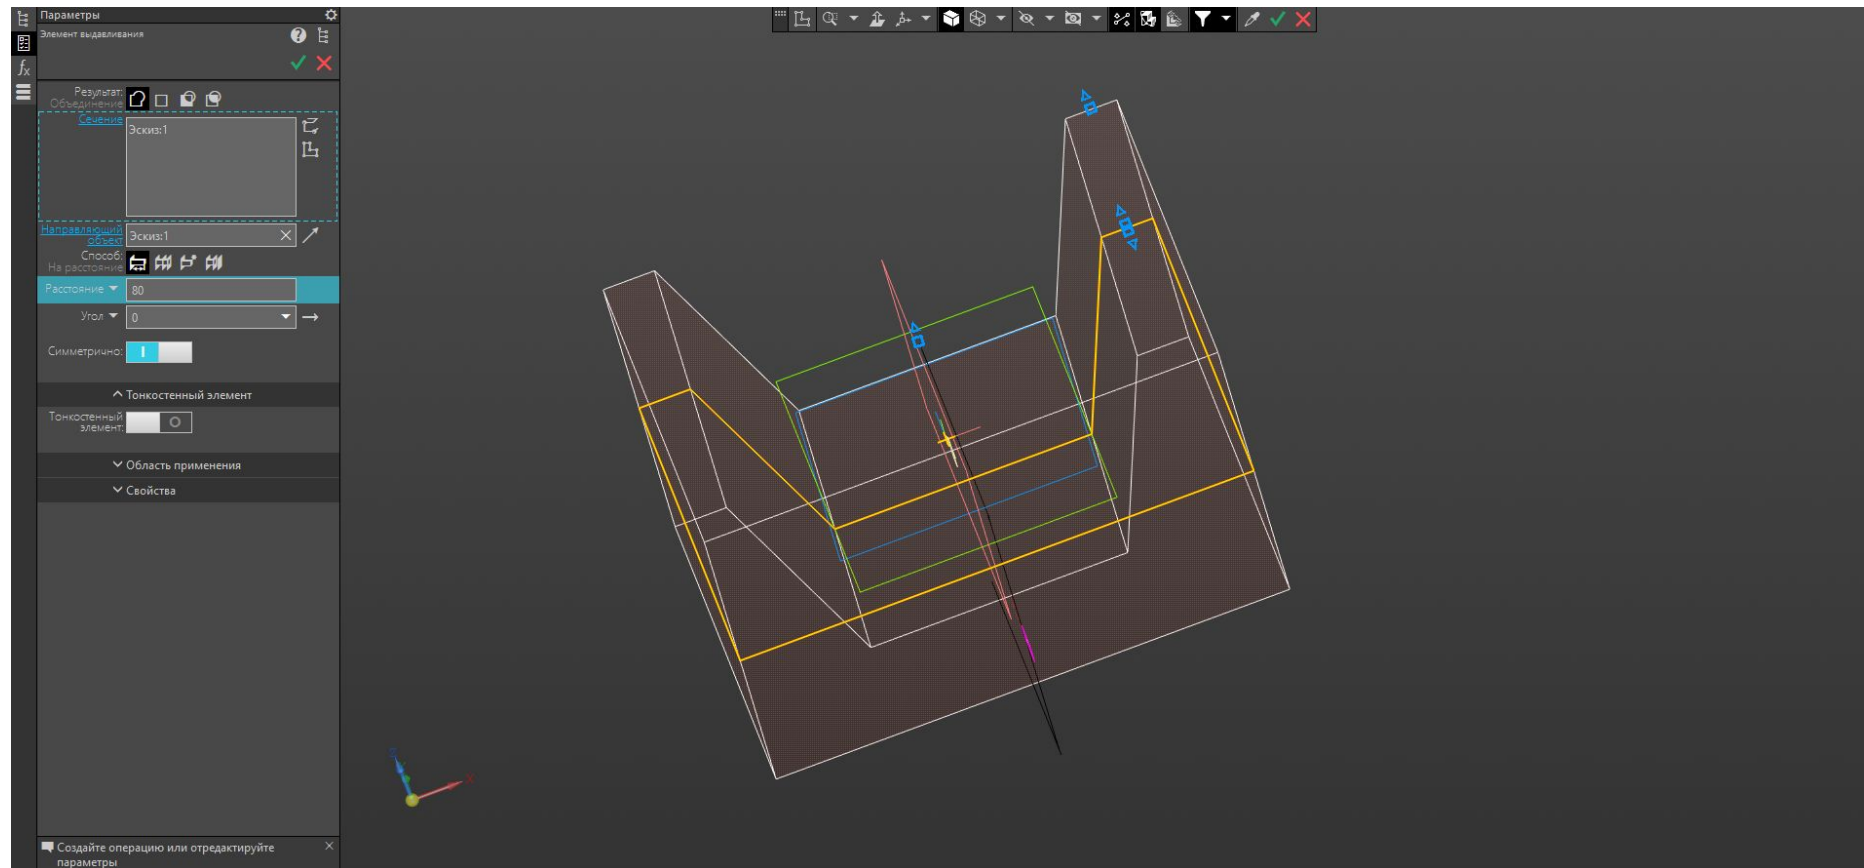 Параметры
Элемент выдавливания
Результат:
Объединение
Сечение
Эскиз:1
Направляющий
объект
Эскиз:1
Способ:
На расстояние
Расстояние
80
Угол
0
Симметрично:
Тонкостенный элемент
Тонкостенный
элемент:
Область применения
Свойства
Создайте операцию или отредактируйте
параметры